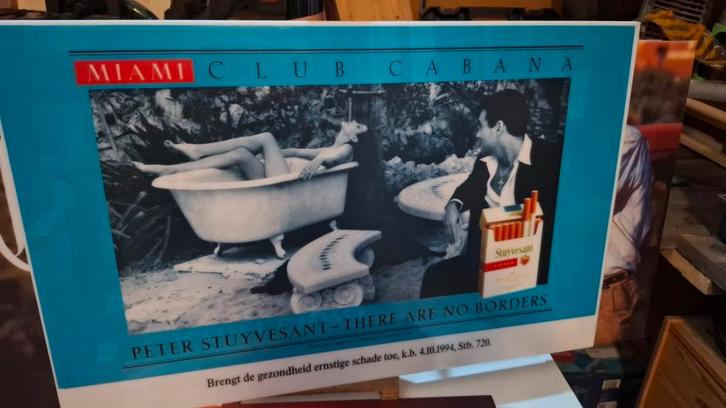 MIAMI CLUB CABANA
Stuyvesant
PETER STUYVESANT - THERE ARE NO BORDERS
Brengt de gezondheid ernstige schade toe, k.b. 4.10.1994, Stb. 720.